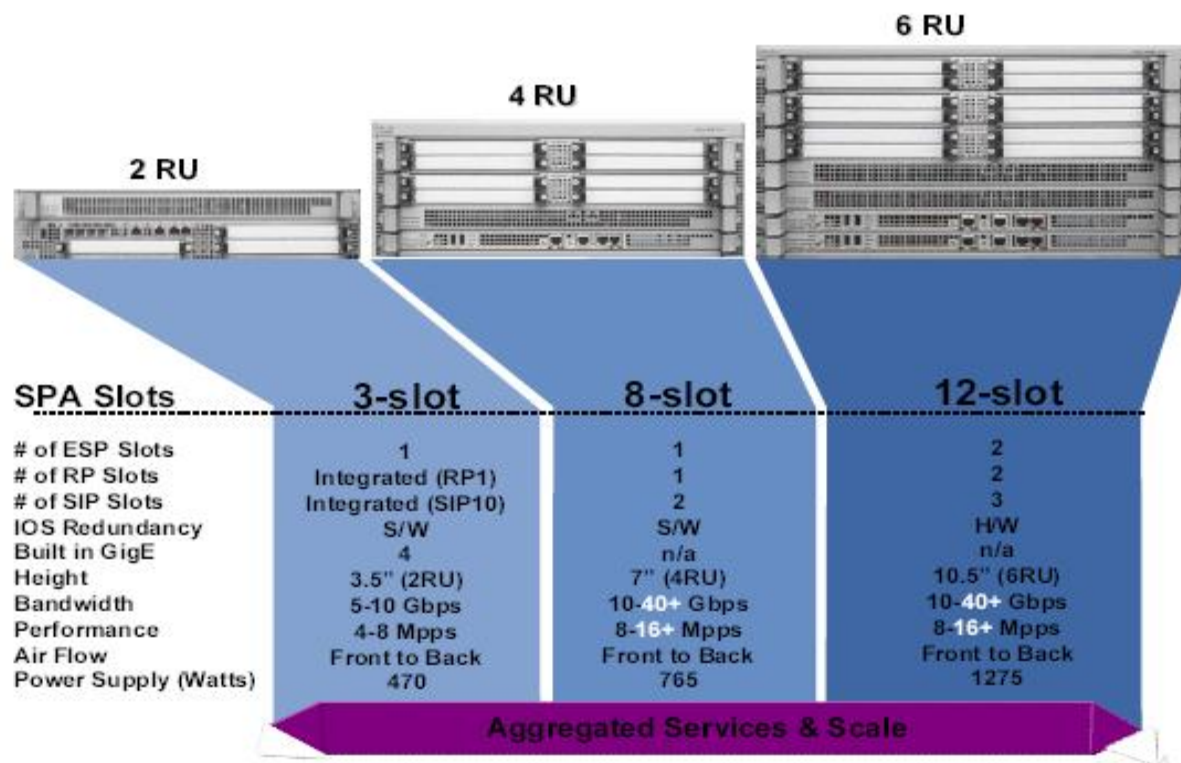 6 RU
4 RU
2 RU
SPA Slots 3-slot 8-slot 12-slot
# of ESP Slots 1 1 2
# of RP Slots Integrated (RP1) 1 2
# of SIP Slots Integrated (SIP10) 2 3
IOS Redundancy S/W S/W H/W
Built in GigE 4 n/a n/a
Height 3.5” (2RU) 7” (4RU) 10.5” (6RU)
Bandwidth 5-10 Gbps 10-40+ Gbps 10-40+ Gbps
Performance 4-8 Mpps 8-16+ Mpps 8-16+ Mpps
Air Flow Front to Back Front to Back Front to Back
Power Supply (Watts) 470 765 1275
Aggregated Services & Scale